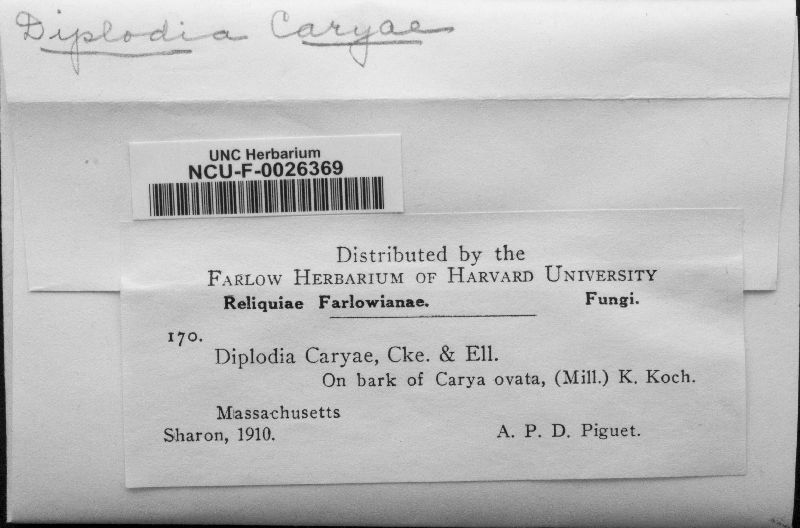 Diplodia Caryae
UNC Herbarium
NCU-F-0026369
Distributed by the
Farlow Herbarium of Harvard University
Reliquiae Farlowianae. Fungi.
170.
Diplodia Caryae, Cke. & Ell.
On bark of Carya ovata, (Mill.) K. Koch.
Massachusetts
Sharon, 1910. A. P. D. Piguet.